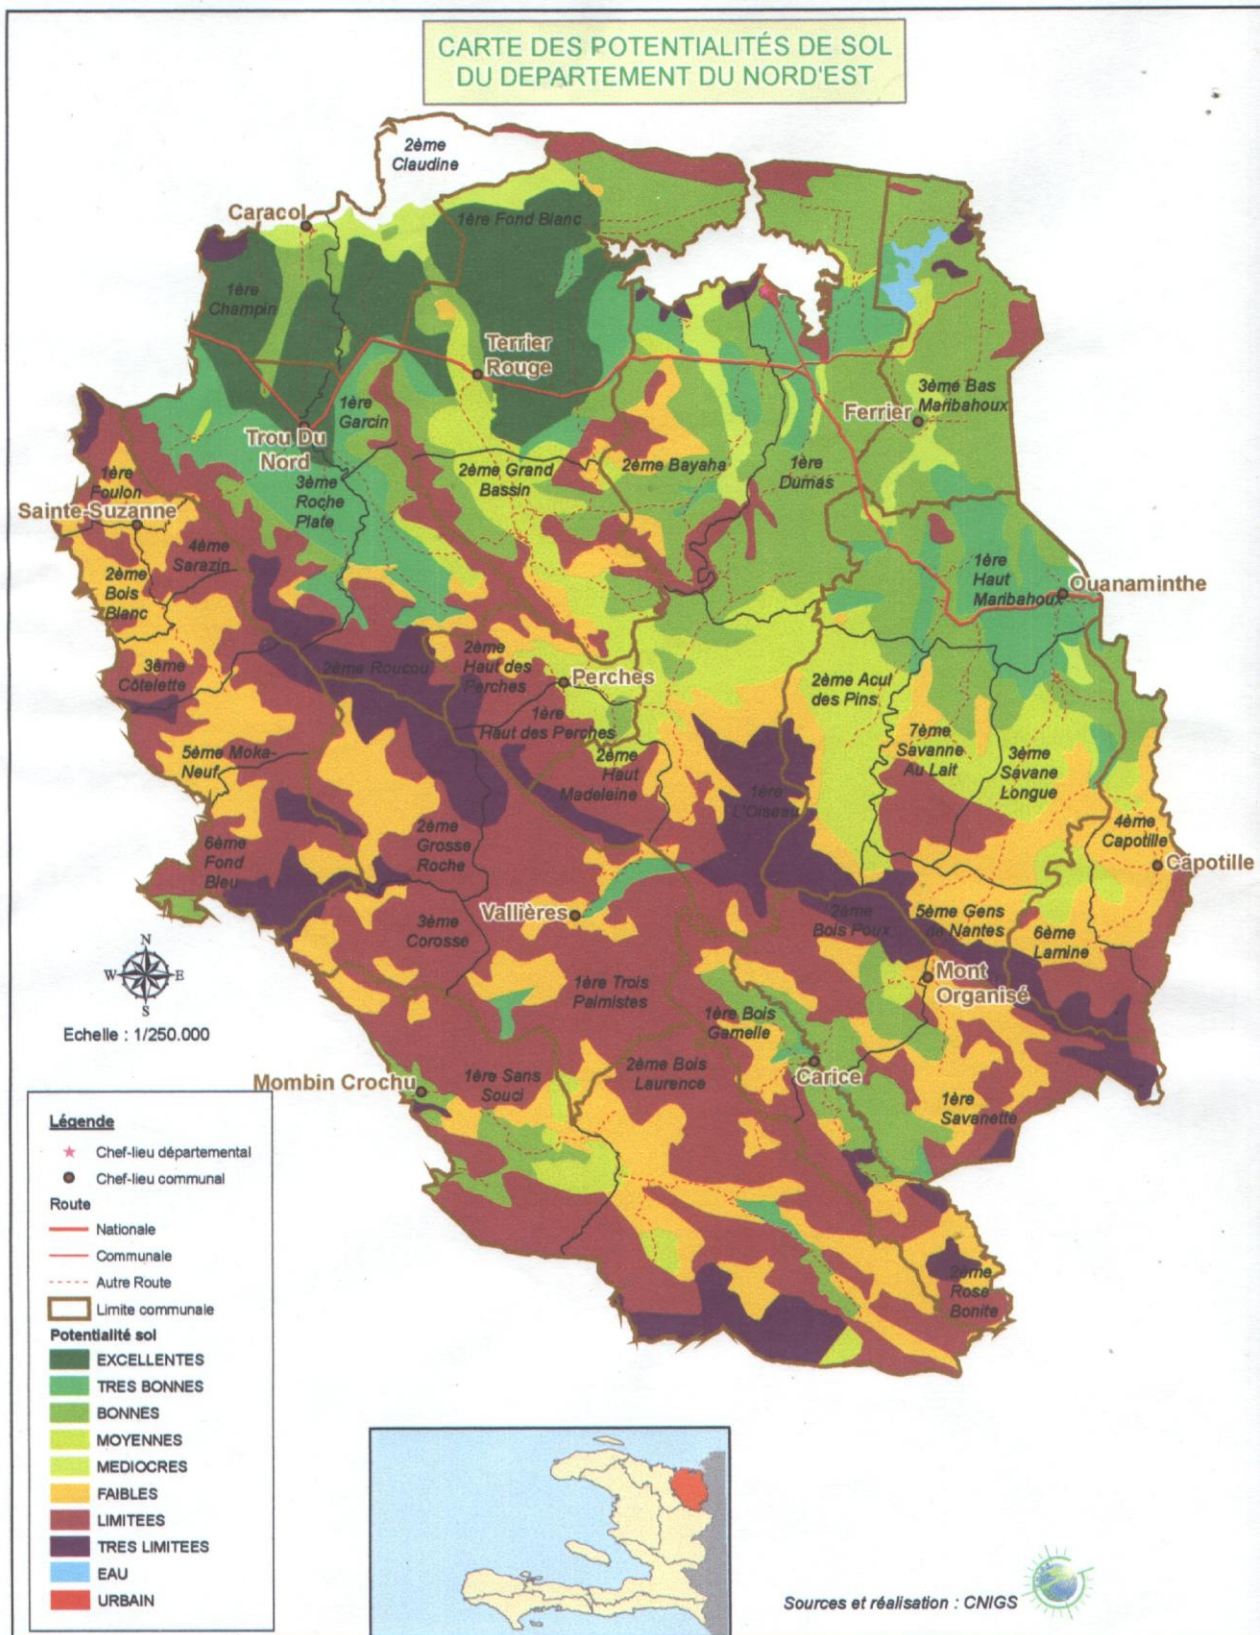 CARTE DES POTENTIALITÉS DE SOL
DU DEPARTEMENT DU NORD'EST
2ème
Claudine
Caracol
1ère Fond Blanc
1ère
Champin
Terrier
Rouge
3ème Bas
Maribahoux
Ferrier
1ère
Garcin
Trou Du
Nord
2ème Grand
Bassin
2ème Bayaha
1ère
Dumas
1ère
Foulon
3ème
Roche
Plate
Sainte-Suzanne
4ème
Sarazin
2ème
Bois
Blanc
1ère
Haut
Maribahoux
Ouanaminthe
3ème
Côtelette
2ème Roucou
2ème
Haut des
Perches
Perches
2ème Acul
des Pins
1ère
Haut des Perches
7ème
Savanne
Au Lait
3ème
Savane
Longue
5ème Moka-
Neuf
2ème
Haut
Madeleine
1ère
L'Oiseau
2ème
Grosse
Roche
4ème
Capotille
Capotille
6ème
Fond
Bleu
Vallières
3ème
Corosse
2ème
Bois Poux
5ème Gens
de Nantes
6ème
Lamine
Mont
Organisé
1ère Trois
Palmistes
1ère Bois
Gamelle
N
W E
S
Echelle : 1/250.000
Mombin Crochu
1ère Sans
Souci
2ème Bois
Laurence
Carice
1ère
Savanette
2ème
Rose
Bonite
Légende
Chef-lieu départemental
Chef-lieu communal
Route
Nationale
Communale
Autre Route
Limite communale
Potentialité sol
EXCELLENTES
TRES BONNES
BONNES
MOYENNES
MEDIOCRES
FAIBLES
LIMITEES
TRES LIMITEES
EAU
URBAIN
Sources et réalisation : CNIGS